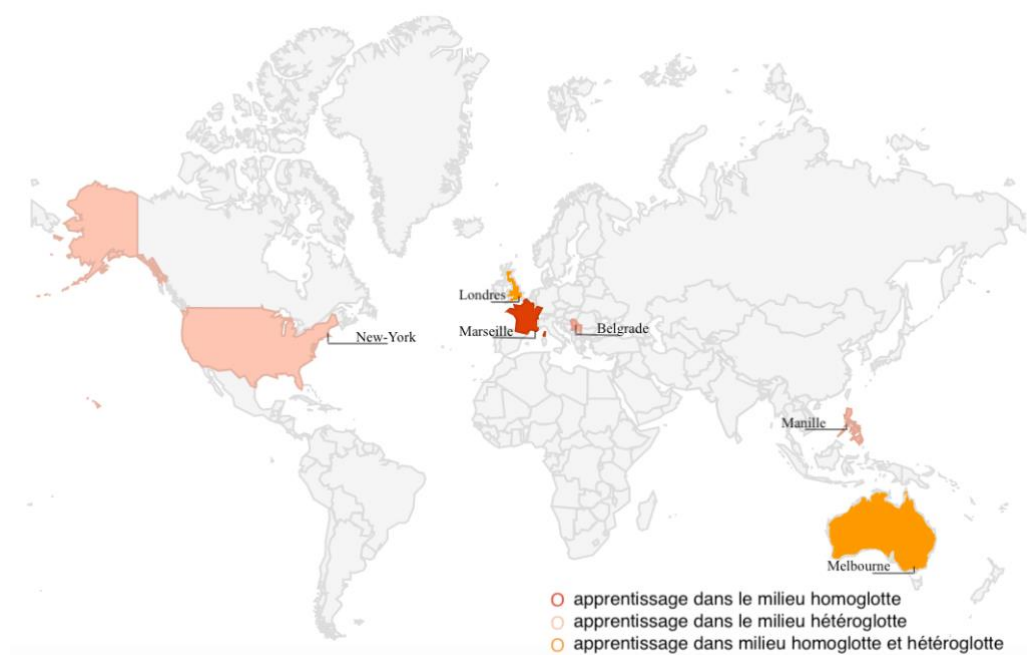 Londres
New-York
Marseille
Belgrade
Manille
Melbourne
apprentissage dans le milieu homoglotte
apprentissage dans le milieu hétéroglotte
apprentissage dans milieu homoglotte et hétéroglotte